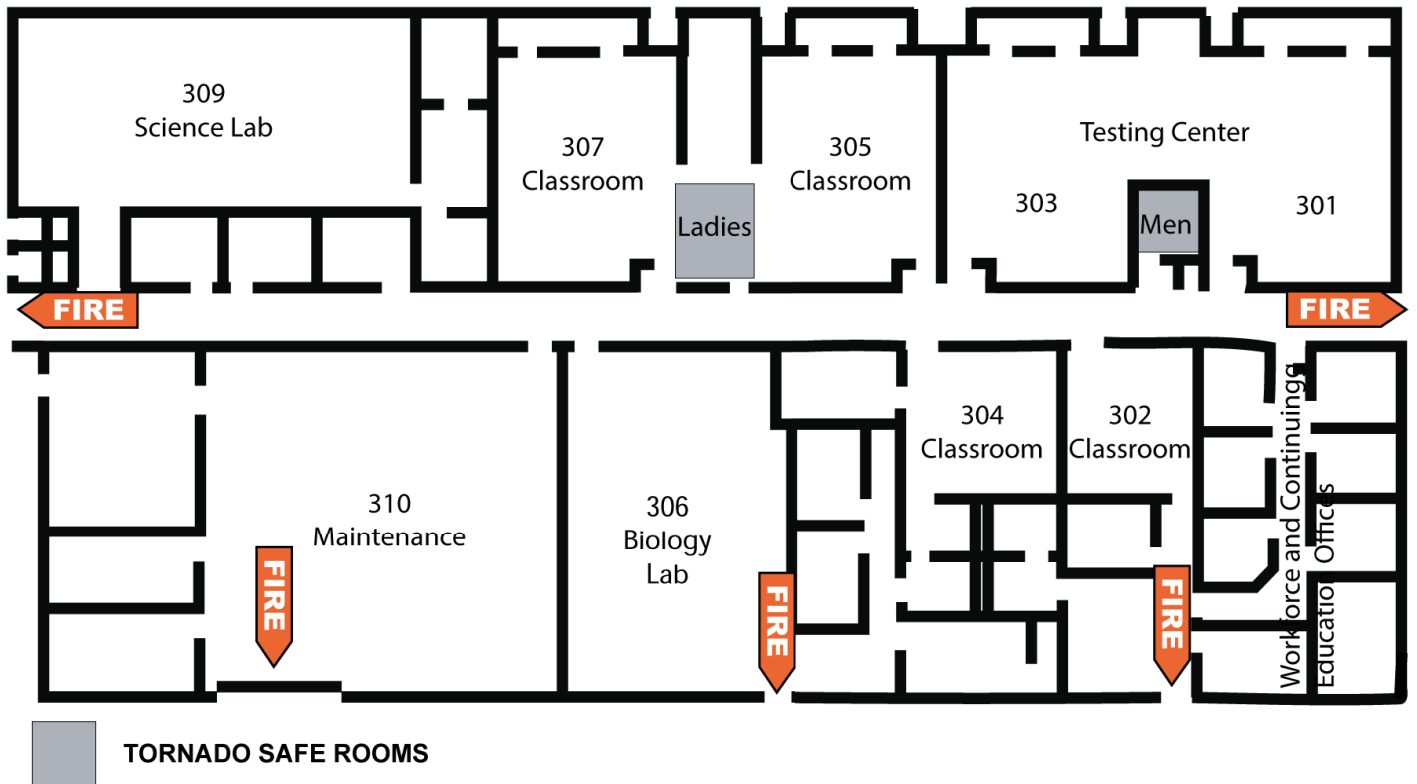 309
Science Lab
307
Classroom
Ladies
305
Classroom
Testing Center
303
Men
301
FIRE
FIRE
310
Maintenance
306
Biology
Lab
304
Classroom
302
Classroom
Workforce and Continuingg
Education Offices
FIRE
FIRE
FIRE
TORNADO SAFE ROOMS